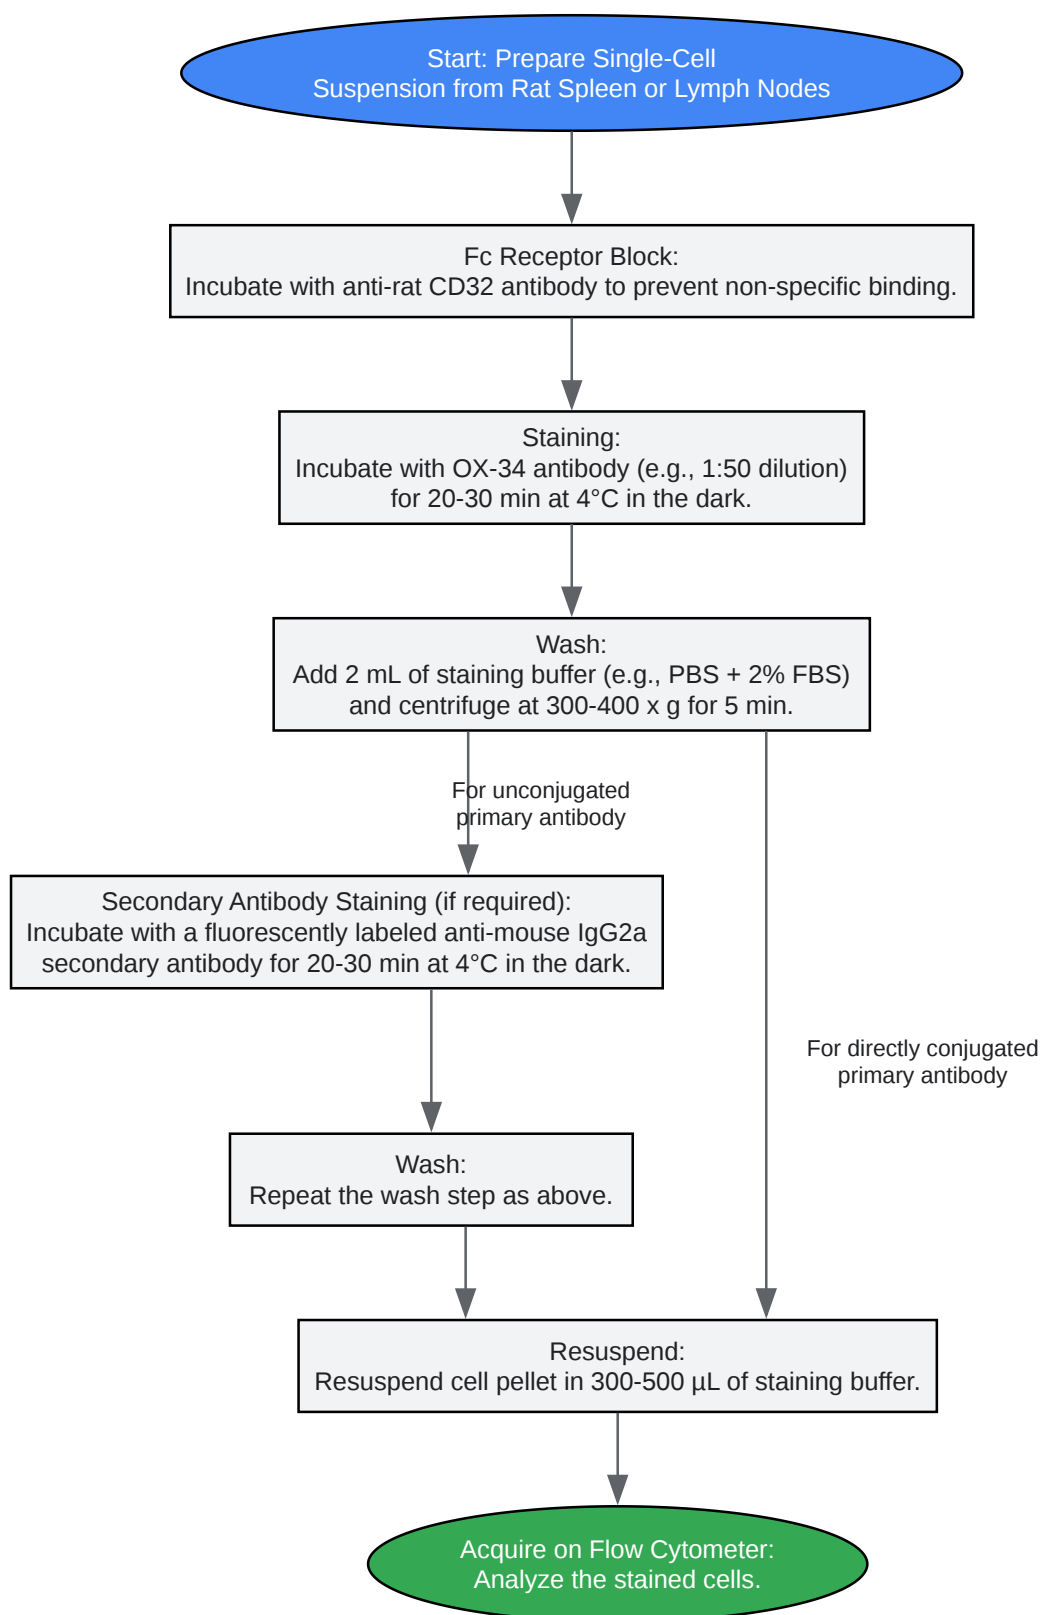 Start: Prepare Single-Cell
Suspension from Rat Spleen or Lymph Nodes
Fc Receptor Block:
Incubate with anti-rat CD32 antibody to prevent non-specific binding.
Staining:
Incubate with OX-34 antibody (e.g., 1:50 dilution)
for 20-30 min at 4°C in the dark.
Wash:
Add 2 mL of staining buffer (e.g., PBS + 2% FBS)
and centrifuge at 300-400 x g for 5 min.
For unconjugated
primary antibody
Secondary Antibody Staining (if required):
Incubate with a fluorescently labeled anti-mouse IgG2a
secondary antibody for 20-30 min at 4°C in the dark.
For directly conjugated
primary antibody
Wash:
Repeat the wash step as above.
Resuspend:
Resuspend cell pellet in 300-500 µL of staining buffer.
Acquire on Flow Cytometer:
Analyze the stained cells.